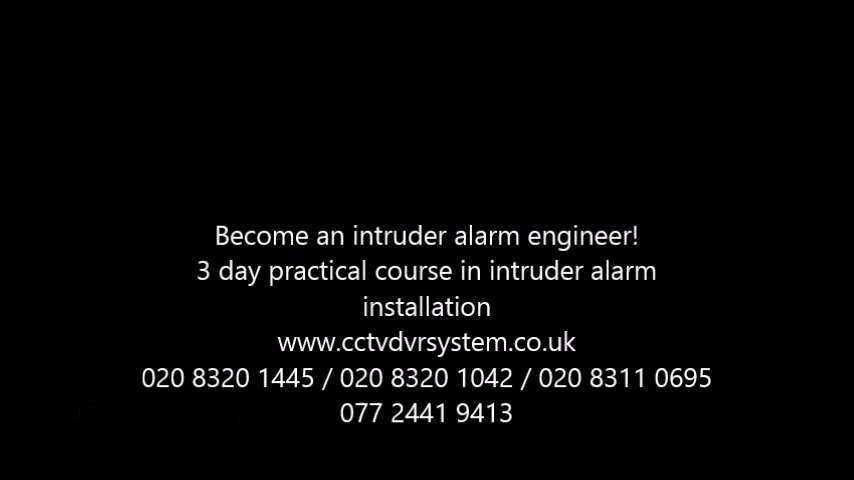 Become an intruder alarm engineer!
3 day practical course in intruder alarm
installation
www.cctvdvrsystem.co.uk
020 8320 1445 / 020 8320 1042 / 020 8311 0695
077 2441 9413